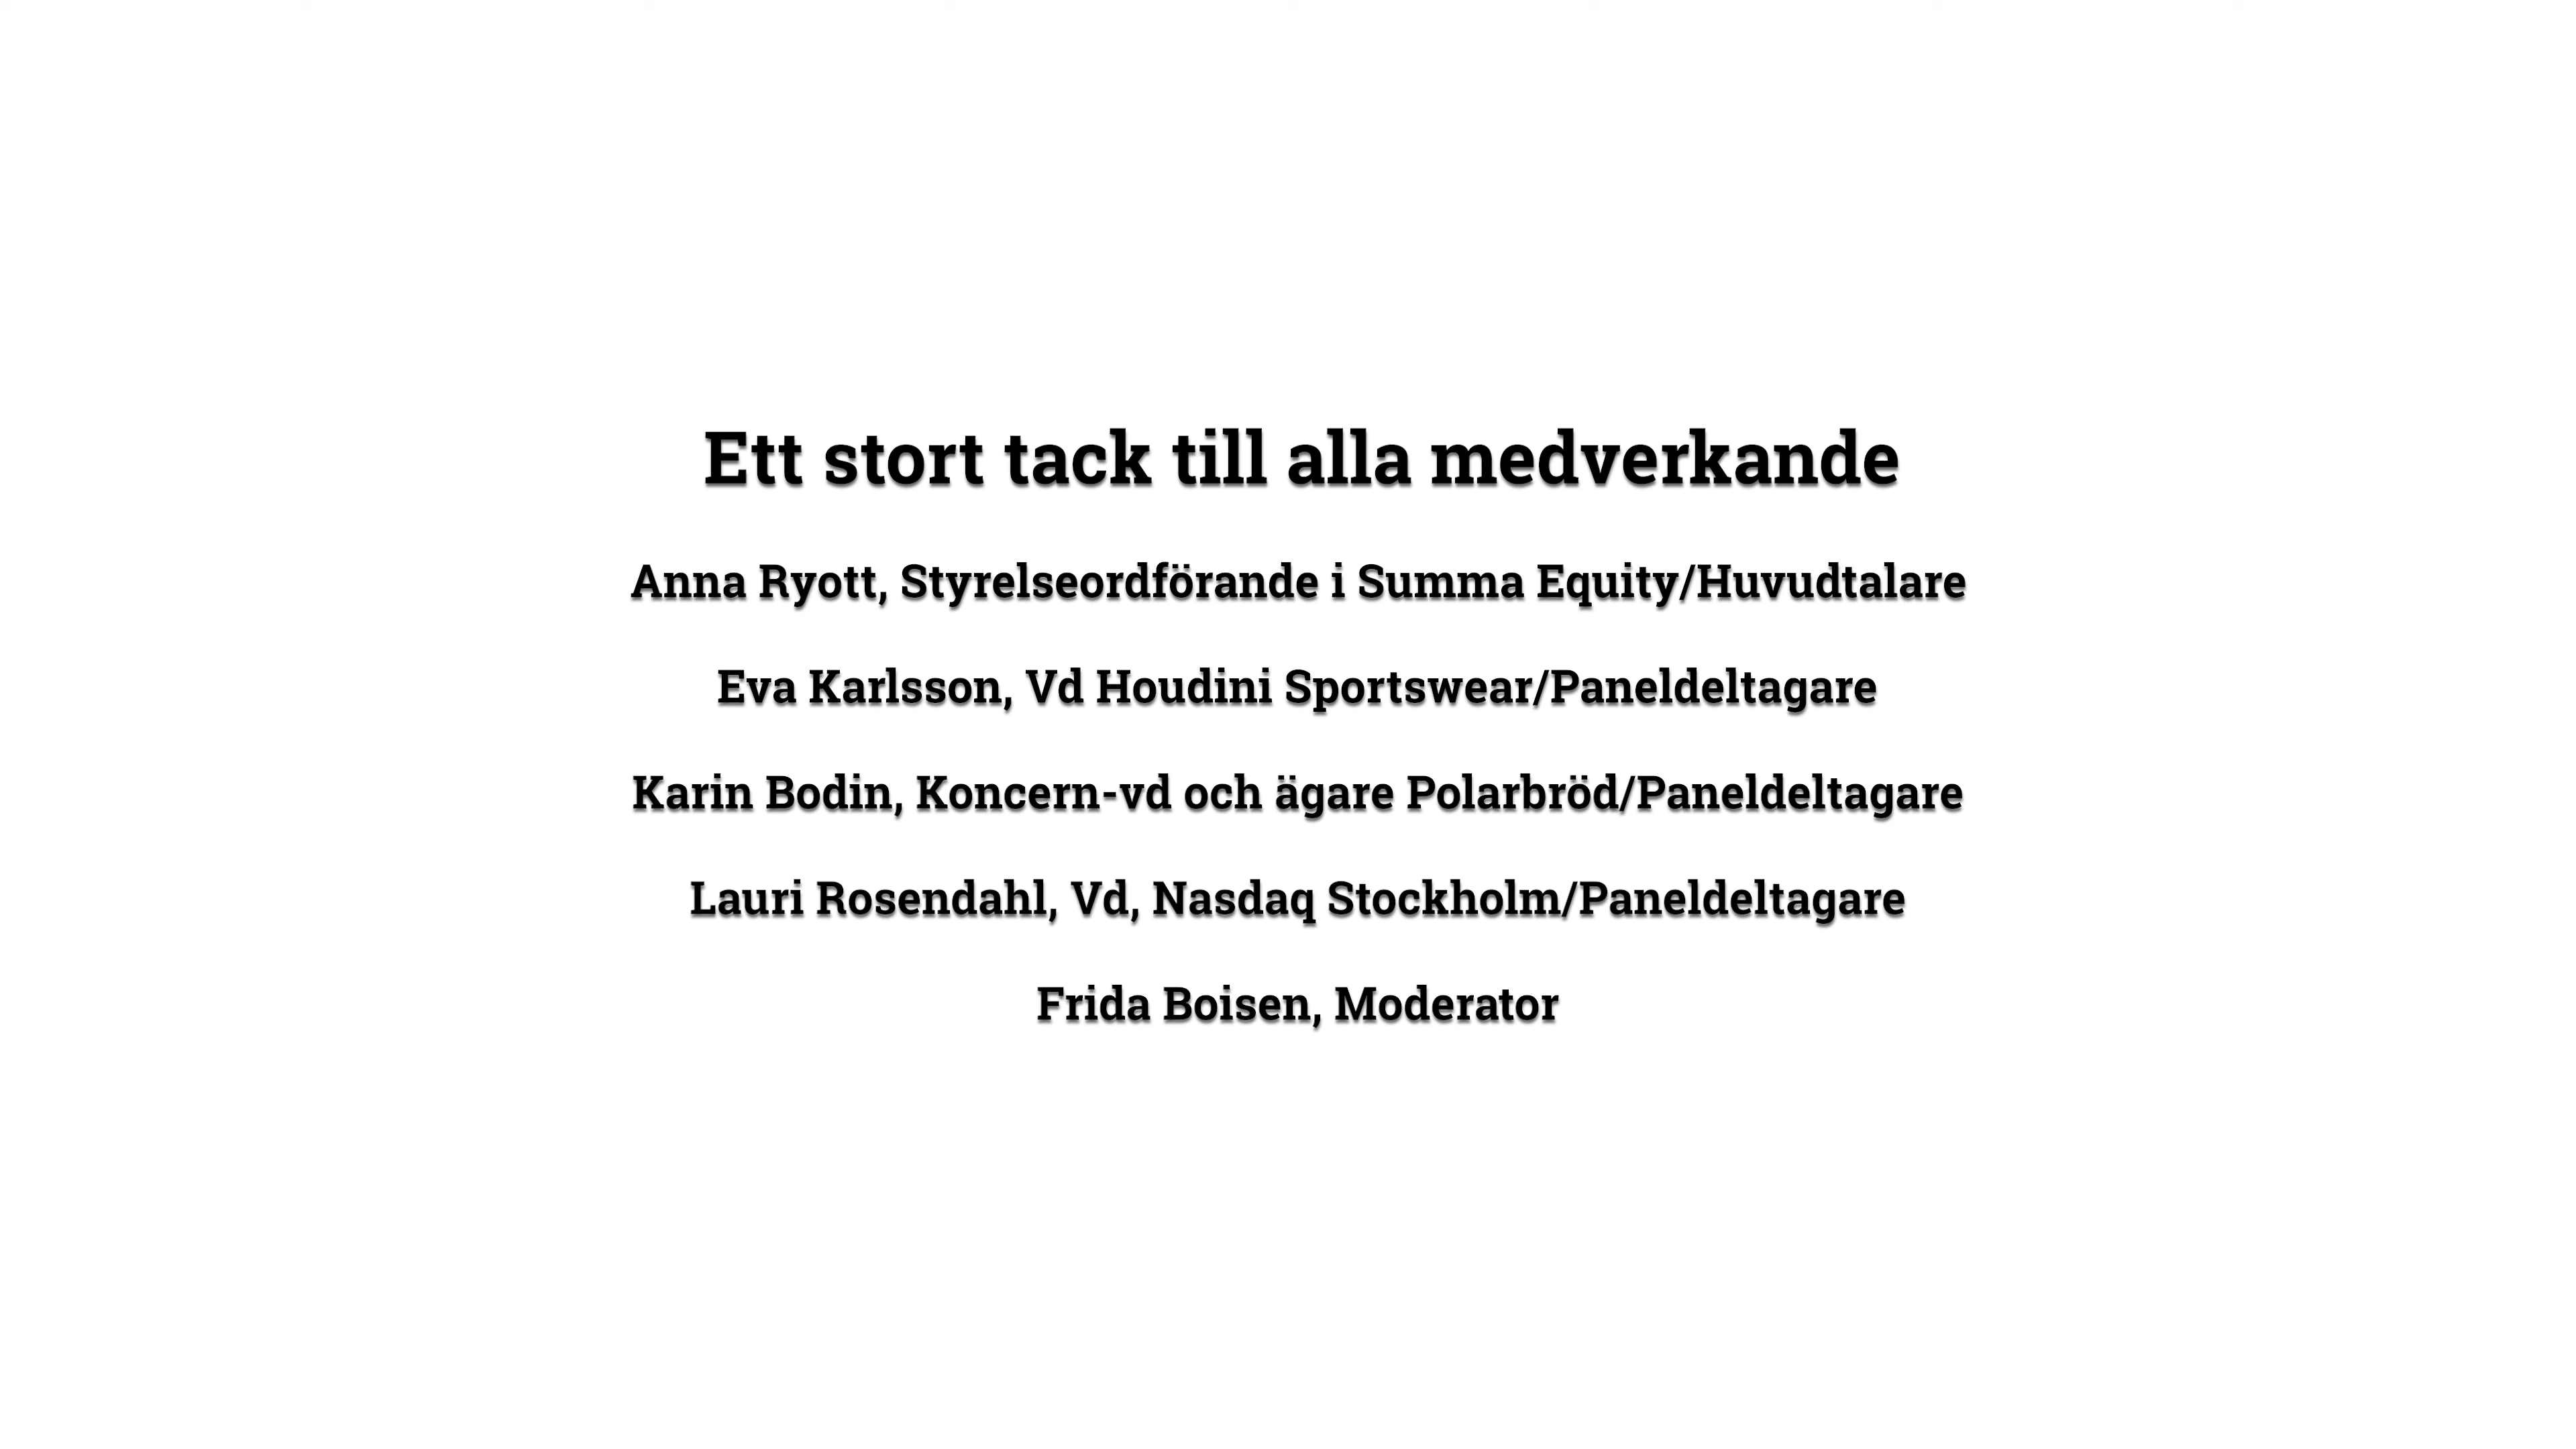 Ett stort tack till alla medverkande
Anna Ryott, Styrelseordförande i Summa Equity/Huvudtalare
Eva Karlsson, Vd Houdini Sportswear/Paneldeltagare
Karin Bodin, Koncern-vd och ägare Polarbröd/Paneldeltagare
Lauri Rosendahl, Vd, Nasdaq Stockholm/Paneldeltagare
Frida Boisen, Moderator